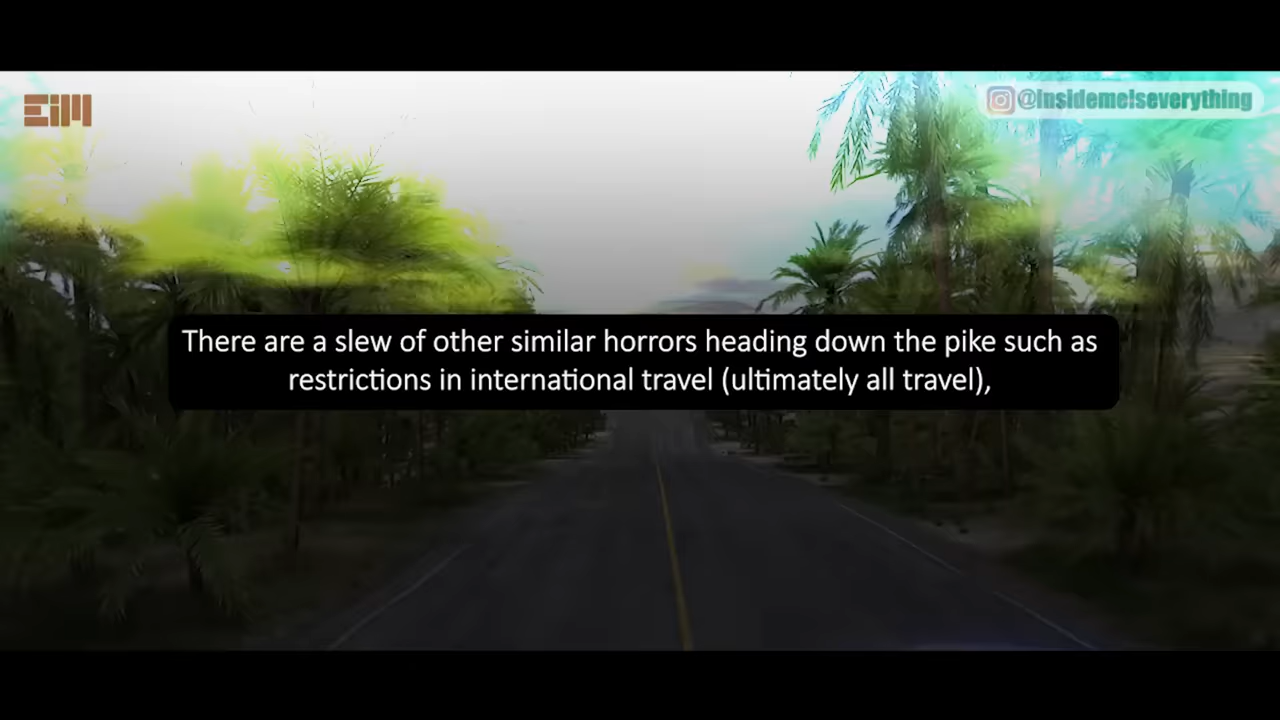 EiM
@insidemeiseverything
There are a slew of other similar horrors heading down the pike such as
restrictions in international travel (ultimately all travel),